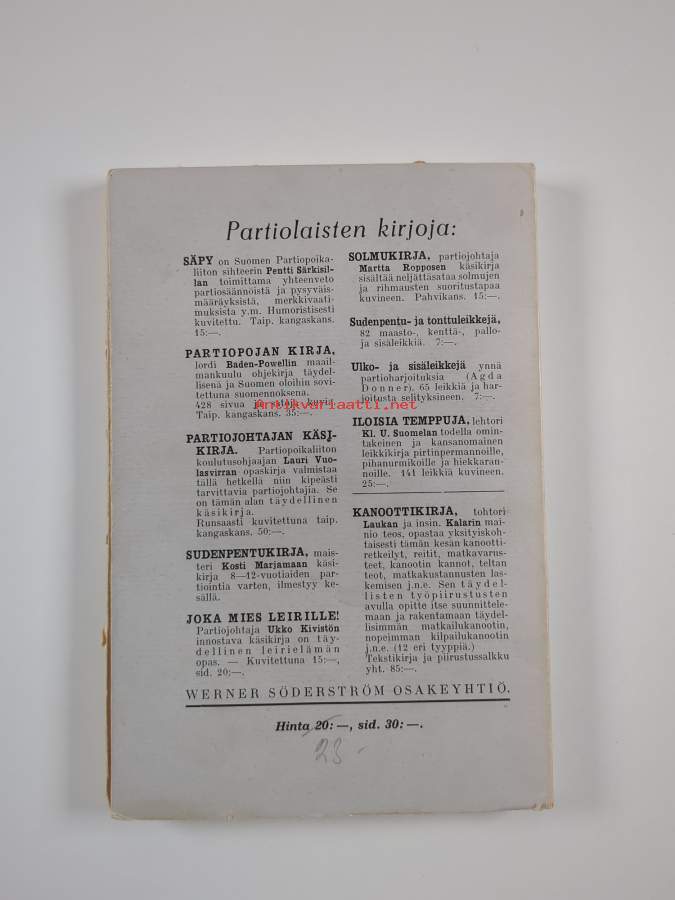 Partiolaisten kirjoja:
SÄPY on Suomen Partiopoika-
liiton sihteerin Pentti Särkisil-
lan toimittama yhteenveto
partiosäännöistä ja pysyväis-
määräyksistä, merkkivaati-
muksista y.m. Humoristisesti
kuvitettu. Taip. kangaskans.
15:—.
PARTIOPOJAN KIRJA,
lordi Baden-Powellin maail-
mankuulu ohjekirja täydel-
lisenä ja Suomen oloihin sovi-
tettuna suomennoksena.
428 sivua ja satoja kuvia.
Taip. kangaskans. 35:—.
PARTIOJOHTAJAN KÄSI-
KIRJA. Partiopoikaliiton
koulutusohjaajan Lauri Vuo-
lasvirran opaskirja valmistaa
tällä hetkellä niin kipeästi
tarvittavia partiojohtajia. Se
on tämän alan täydellinen
käsikirja.
Runsaasti kuvitettuna taip.
kangaskans. 50:—.
SUDENPENTUKIRJA, mais-
teri Kosti Marjamaan käsi-
kirja 8—12-vuotiaiden par-
tiointia varten, ilmestyy ke-
sällä.
JOKA MIES LEIRILLE!
Partiojohtaja Ukko Kivistön
innostava käsikirja on täy-
dellinen leirielämän
opas. — Kuvitettuna 15:—,
sid. 20:—.
SOLMUKIRJA, partiojohtaja
Martta Ropposen käsikirja
sisältää neljättäsataa solmujen
ja rihmausten suoritustapaa
kuvineen. Pahvikans. 15:—.
Sudenpentu- ja tonttuleikkejä,
82 maasto-, kenttä-, pallo-
ja sisäleikkiä. 7:—.
Ulko- ja sisäleikkejä ynnä
partioharjoituksia (Agda
Donner). 65 leikkiä ja har-
joitusta selityksineen. 7:—.
ILOISIA TEMPPUJA, lehtori
Kl. U. Suomelan todella omin-
takeinen ja kansanomainen
leikkikirja pirtinpermannoille,
pihanurmikoille ja hiekkaran-
noille. 141 leikkiä kuvineen.
25:—.
KANOOTTIKIRJA, tohtori
Laukan ja insin. Kalarin mai-
nio teos, opastaa yksityiskoh-
taisesti tämän kesän kanootti-
retkeilyt, reitit, matkavarus-
teet, kanootin kannot, teltan
teot, matkakustannusten las-
kemisen j.n.e. Sen täydel-
listen työpiirustusten
avulla opitte itse suunnittele-
maan ja rakentamaan täydel-
lisimmän matkailukanootin,
nopeimman kilpailukanootin
j.n.e. (12 eri tyyppiä.)
Tekstikirja ja piirustussalkku
yht. 85:—.
WERNER SÖDERSTRÖM OSAKEYHTIÖ.
Hinta 20:—, sid. 30:—.
23 -
Antikvariaatti.net